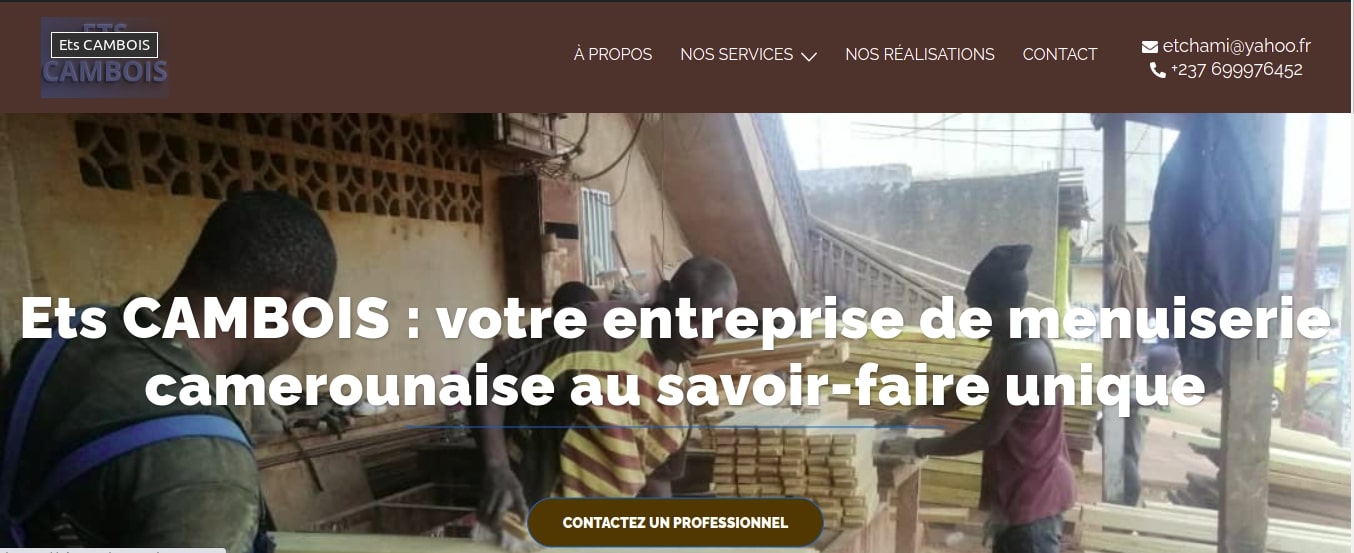 ETS
CAMBOIS
Ets CAMBOIS
À PROPOS
NOS SERVICES
NOS RÉALISATIONS
CONTACT
etchami@yahoo.fr
+237 699976452
Ets CAMBOIS : votre entreprise de menuiserie
camerounaise au savoir-faire unique
CONTACTEZ UN PROFESSIONNEL